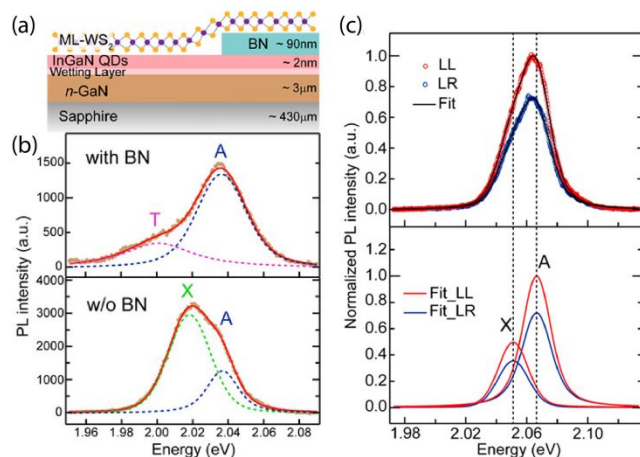 (a)
ML-WS2
BN
~ 90nm
InGaN QDs
~ 2nm
Wetting Layer
n-GaN
~ 3μm
Sapphire
~ 430μm
(b)
with BN
A
T
1500
1000
500
0
w/o BN
X
A
4000
3000
2000
1000
0
PL intensity (a.u.)
PL intensity (a.u.)
1.96 1.98 2.00 2.02 2.04 2.06 2.08
Energy (eV)
(c)
LL
LR
Fit
1.0
0.8
0.6
0.4
0.2
0.0
A
X
Fit_LL
Fit_LR
1.0
0.8
0.6
0.4
0.2
0.0
Normalized PL intensity (a.u.)
1.98 2.02 2.06 2.10
Energy (eV)